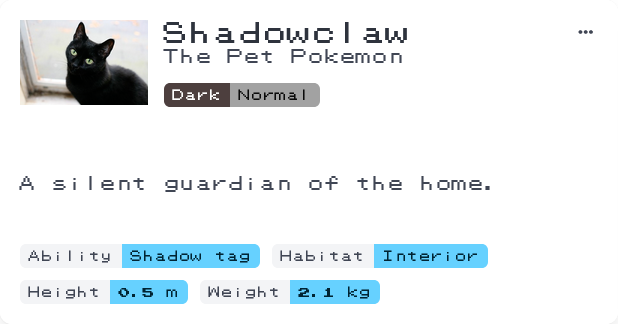 Shadowclaw
The Pet Pokemon
Dark Normal
A silent guardian of the home.
Ability Shadow tag Habitat Interior
Height 0.5 m Weight 2.1 kg